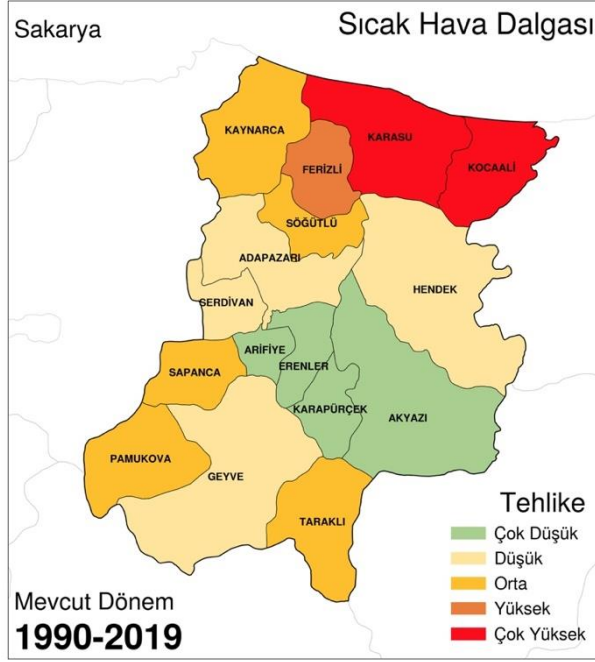 Sakarya
Sıcak Hava Dalgası
KAYNARCA
KARASU
KOCAALİ
FERİZLİ
SÖĞÜTLÜ
ADAPAZARI
HENDEK
SERDİVAN
ARİFİYE
ERENLER
SAPANCA
KARAPÜRÇEK
AKYAZI
PAMUKOVA
GEYVE
TARAKLI
Tehlike
Çok Düşük
Düşük
Orta
Yüksek
Çok Yüksek
Mevcut Dönem
1990-2019